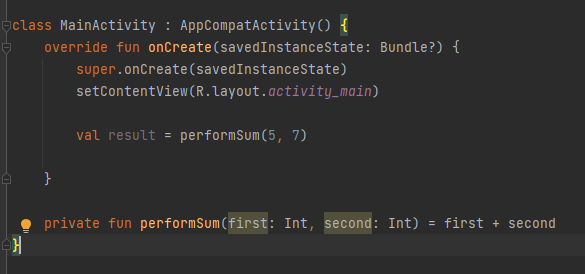 class MainActivity : AppCompatActivity() {
    override fun onCreate(savedInstanceState: Bundle?) {
        super.onCreate(savedInstanceState)
        setContentView(R.layout.activity_main)
        val result = performSum(5, 7)
    }
    private fun performSum(first: Int, second: Int) = first + second
}